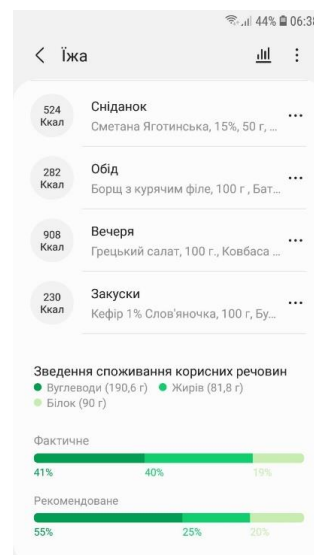 44% 06:38
Їжа
524
Ккал
Сніданок
Сметана Яготинська, 15%, 50 г, ...
282
Ккал
Обід
Борщ з курячим філе, 100 г , Бат...
908
Ккал
Вечеря
Грецький салат, 100 г., Ковбаса ...
230
Ккал
Закуски
Кефір 1% Слов'яночка, 100 г, Бу...
Зведення споживання корисних речовин
Вуглеводи (190,6 г) Жирів (81,8 г)
Білок (90 г)
Фактичне
41% 40% 19%
Рекомендоване
55% 25% 20%